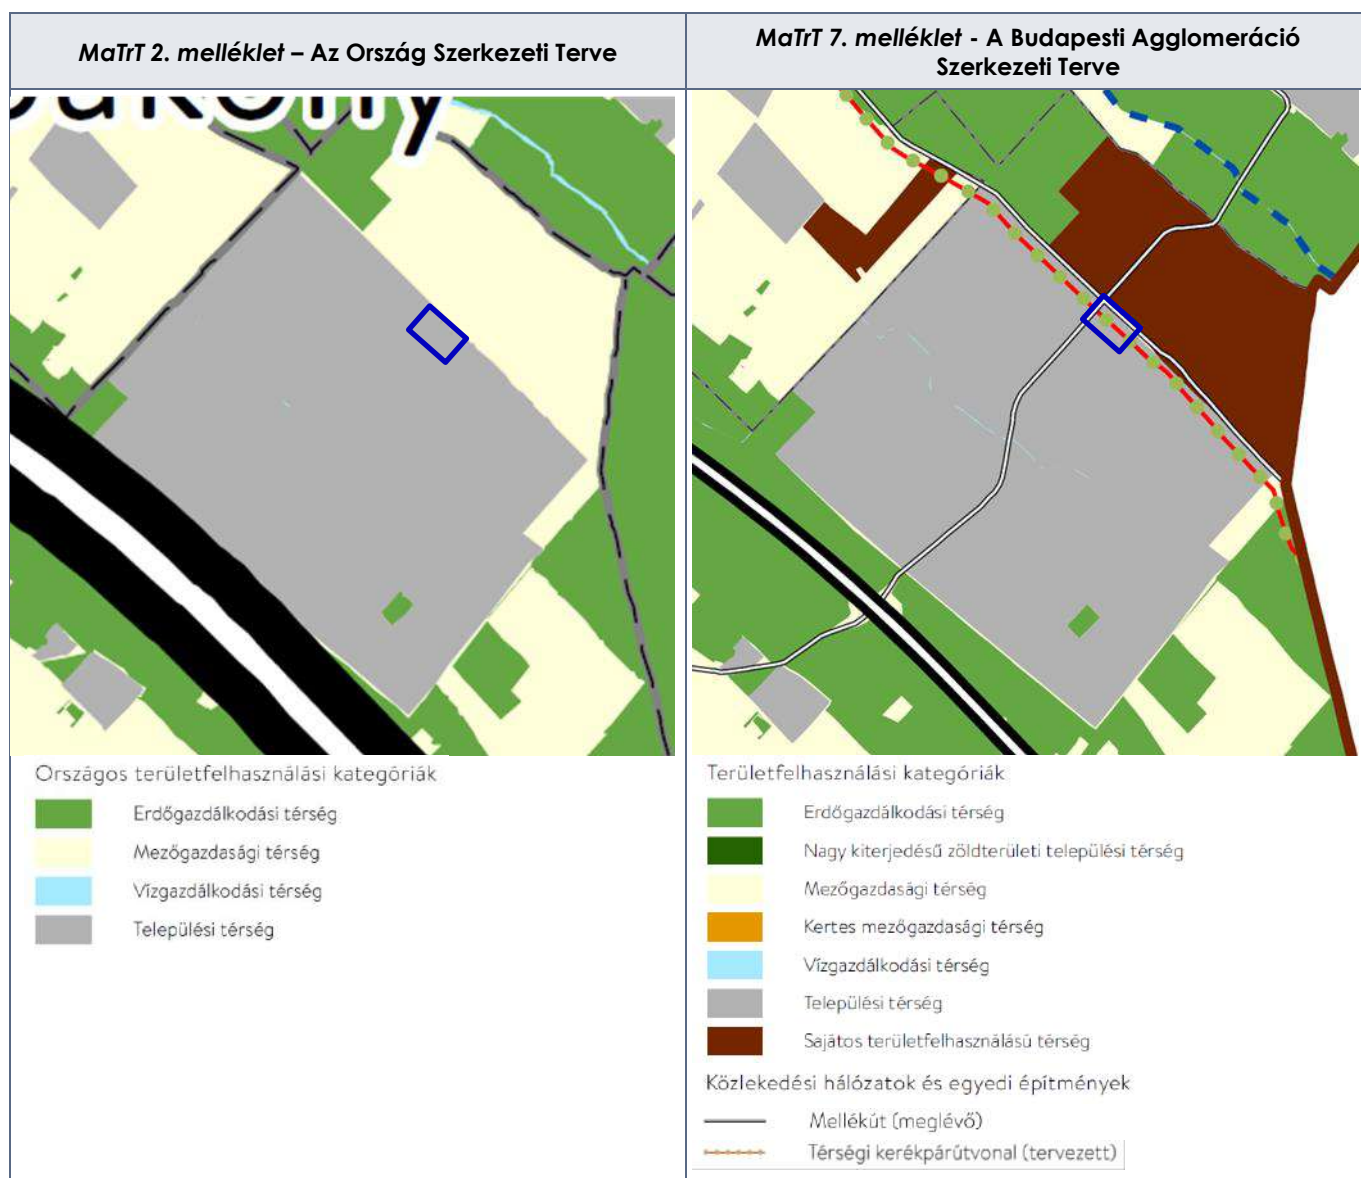 MaTrT 2. melléklet – Az Ország Szerkezeti Terve
MaTrT 7. melléklet - A Budapesti Agglomeráció
Szerkezeti Terve
Országos területfelhasználási kategóriák
Erdőgazdálkodási térség
Mezőgazdasági térség
Vízgazdálkodási térség
Települési térség
Területfelhasználási kategóriák
Erdőgazdálkodási térség
Nagy kiterjedésű zöldterületi települési térség
Mezőgazdasági térség
Kertes mezőgazdasági térség
Vízgazdálkodási térség
Települési térség
Sajátos területfelhasználású térség
Közlekedési hálózatok és egyedi építmények
Mellékút (meglévő)
Térségi kerékpárútvonal (tervezett)